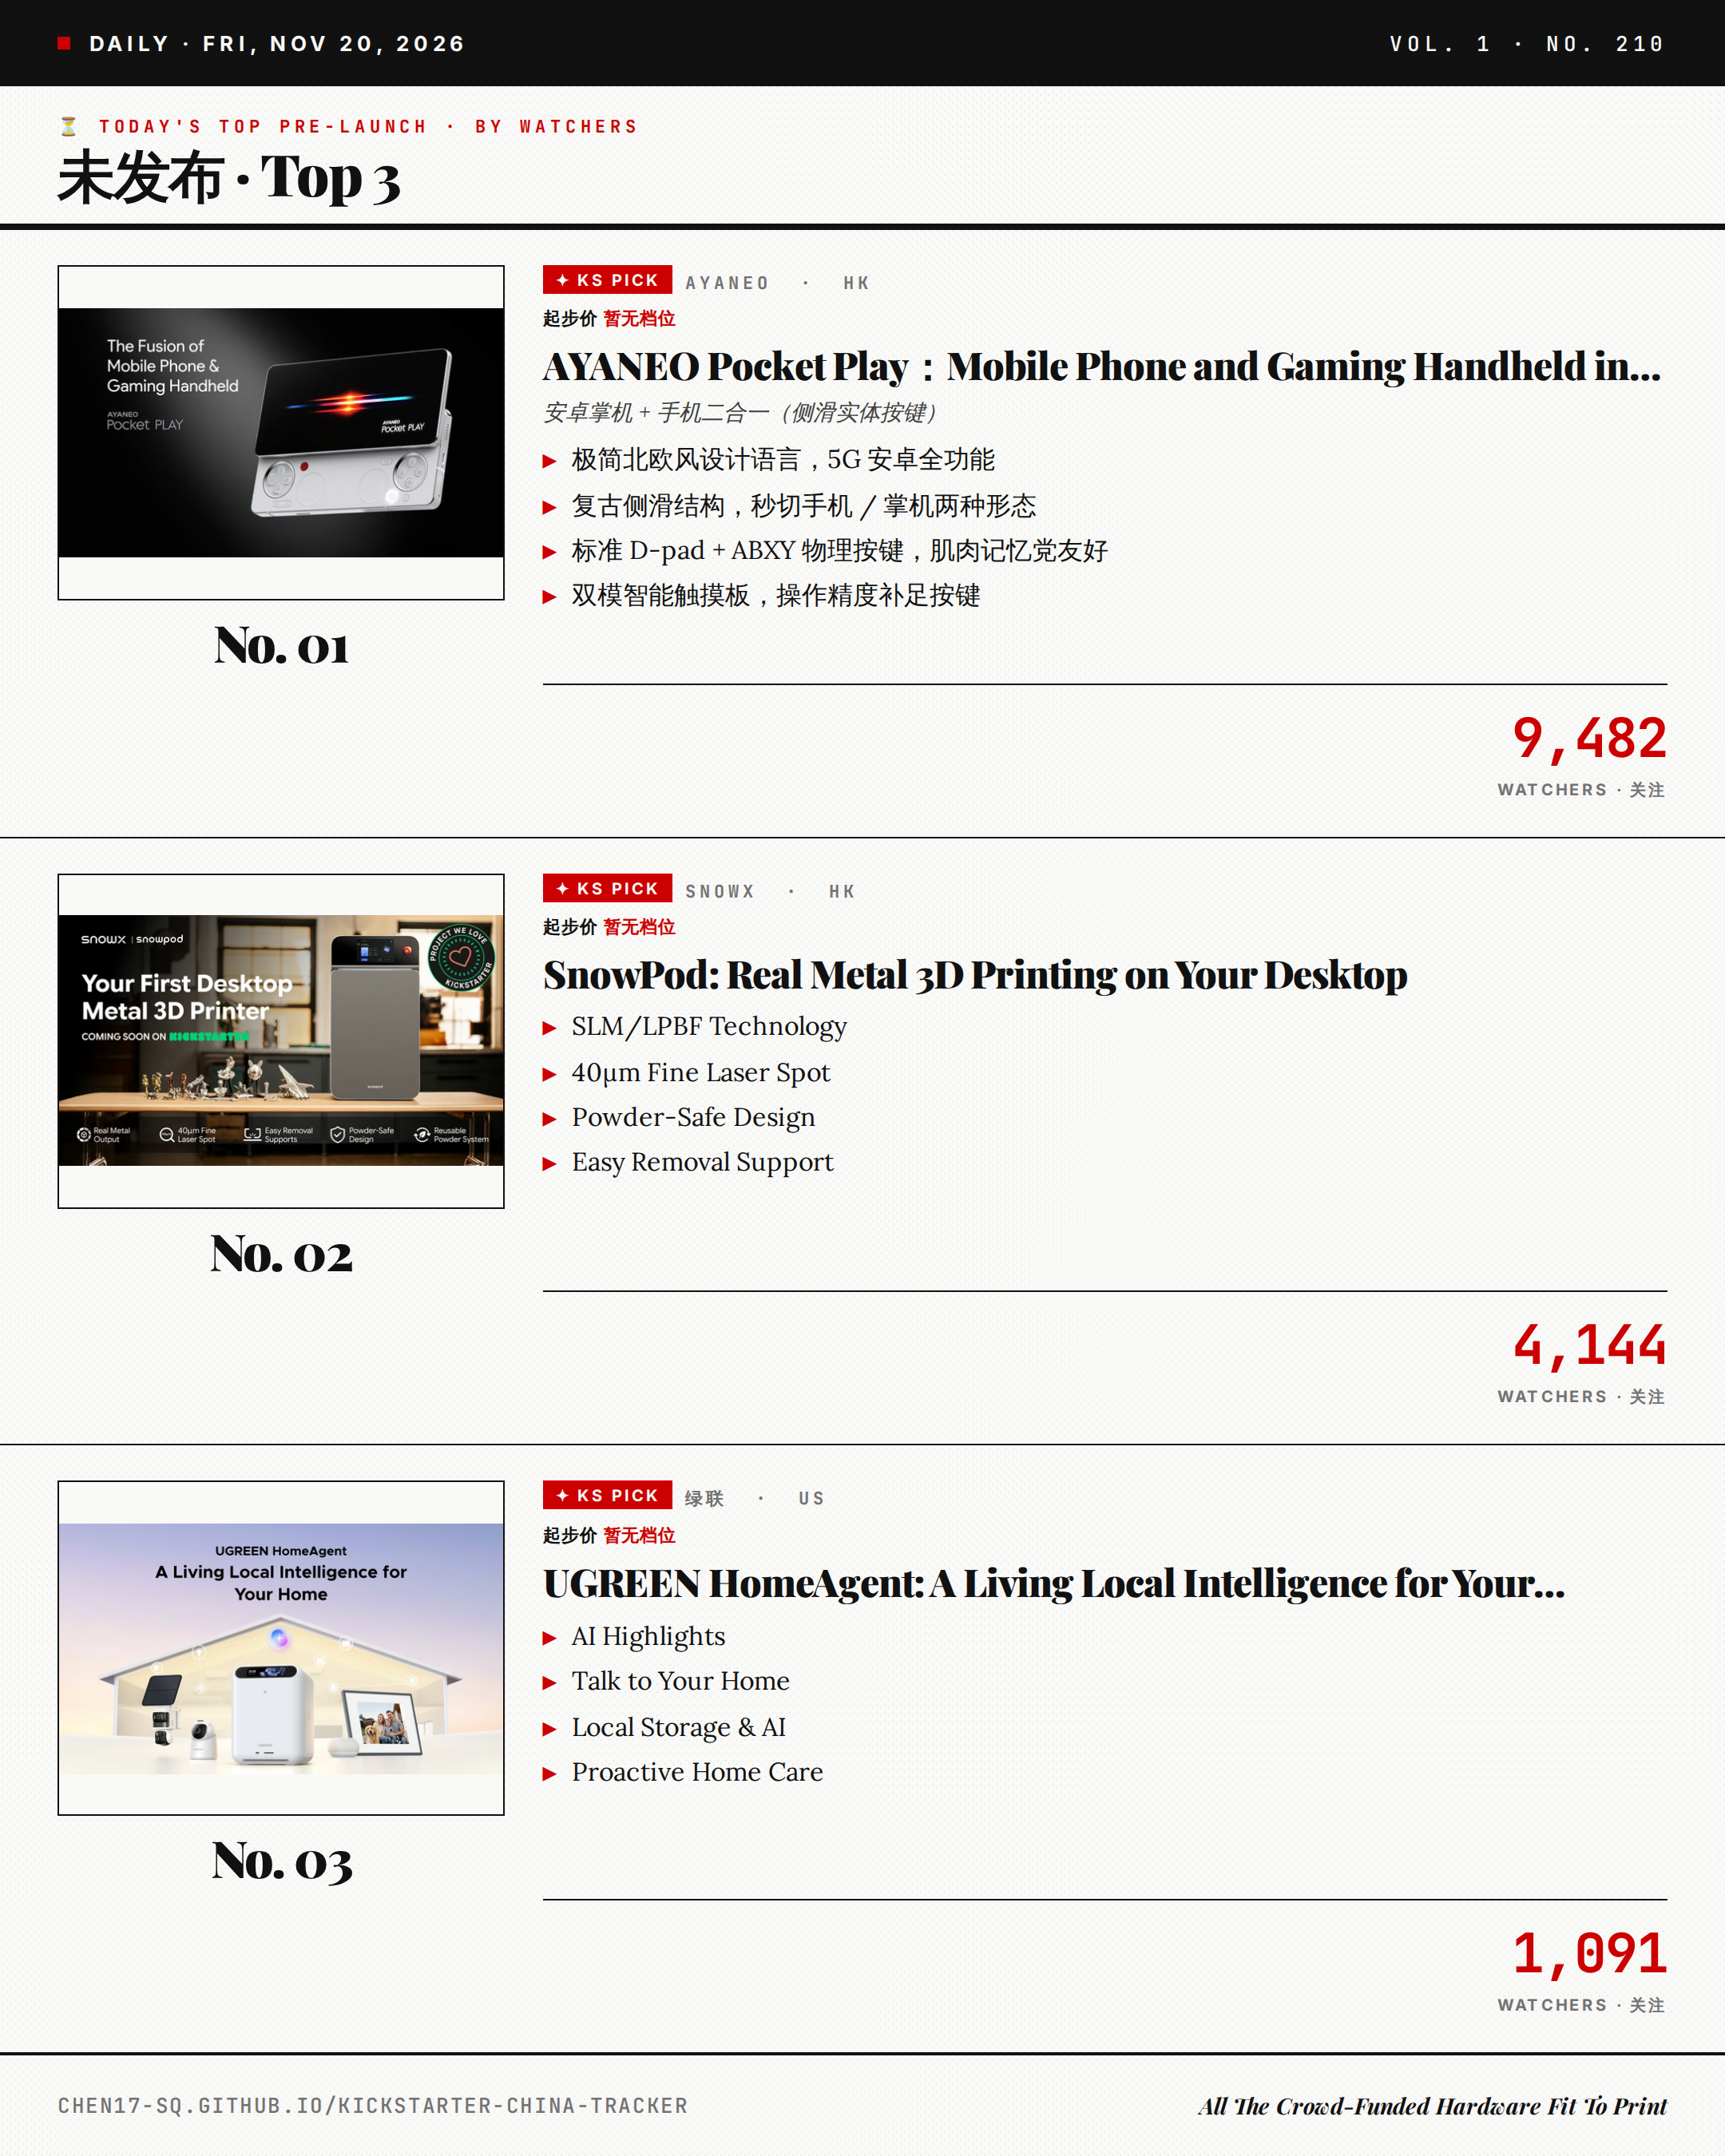 DAILY · FRI, NOV 20, 2026
VOL. 1 · NO. 210
⏳ TODAY'S TOP PRE-LAUNCH · BY WATCHERS
未发布 · Top 3
The Fusion of
Mobile Phone &
Gaming Handheld
AYANEO
Pocket PLAY
AYANEO
Pocket PLAY
No. 01
✦ KS PICK AYANEO · HK
起步价 暂无档位
AYANEO Pocket Play：Mobile Phone and Gaming Handheld in...
安卓掌机 + 手机二合一（侧滑实体按键）
▶ 极简北欧风设计语言，5G 安卓全功能
▶ 复古侧滑结构，秒切手机 / 掌机两种形态
▶ 标准 D-pad + ABXY 物理按键，肌肉记忆党友好
▶ 双模智能触摸板，操作精度补足按键
9,482
WATCHERS · 关注
snowx | snowpod
PROJECT WE LOVE
KICKSTARTER
Your First Desktop
Metal 3D Printer
COMING SOON ON KICKSTARTER
Real Metal
Output
40μm Fine
Laser Spot
Easy Removal
Supports
Powder-Safe
Design
Reusable
Powder System
No. 02
✦ KS PICK SNOWX · HK
起步价 暂无档位
SnowPod: Real Metal 3D Printing on Your Desktop
▶ SLM/LPBF Technology
▶ 40μm Fine Laser Spot
▶ Powder-Safe Design
▶ Easy Removal Support
4,144
WATCHERS · 关注
UGREEN HomeAgent
A Living Local Intelligence for
Your Home
No. 03
✦ KS PICK 绿联 · US
起步价 暂无档位
UGREEN HomeAgent: A Living Local Intelligence for Your...
▶ AI Highlights
▶ Talk to Your Home
▶ Local Storage & AI
▶ Proactive Home Care
1,091
WATCHERS · 关注
CHEN17-SQ.GITHUB.IO/KICKSTARTER-CHINA-TRACKER
All The Crowd-Funded Hardware Fit To Print